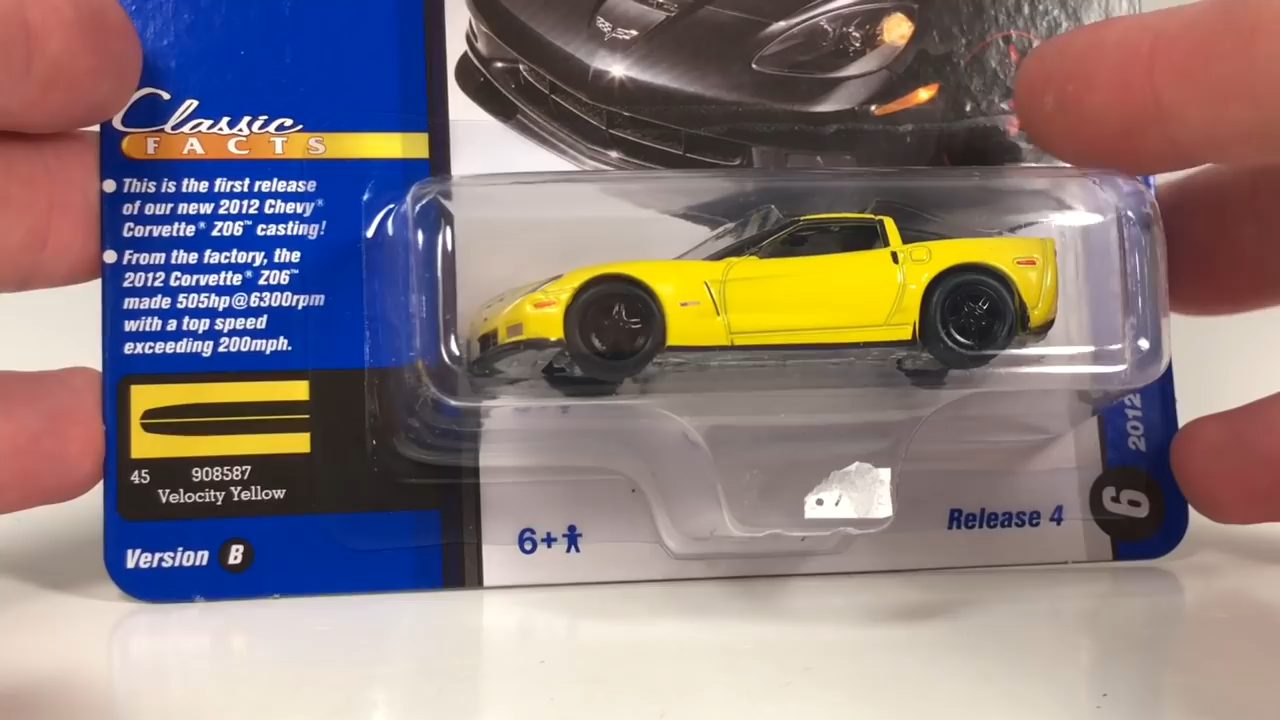 Classic
FACTS
This is the first release
of our new 2012 Chevy®
Corvette® Z06™ casting!
From the factory, the
2012 Corvette® Z06™
made 505hp@6300rpm
with a top speed
exceeding 200mph.
45 908587
Velocity Yellow
Version B
6+
Release 4
2012
6